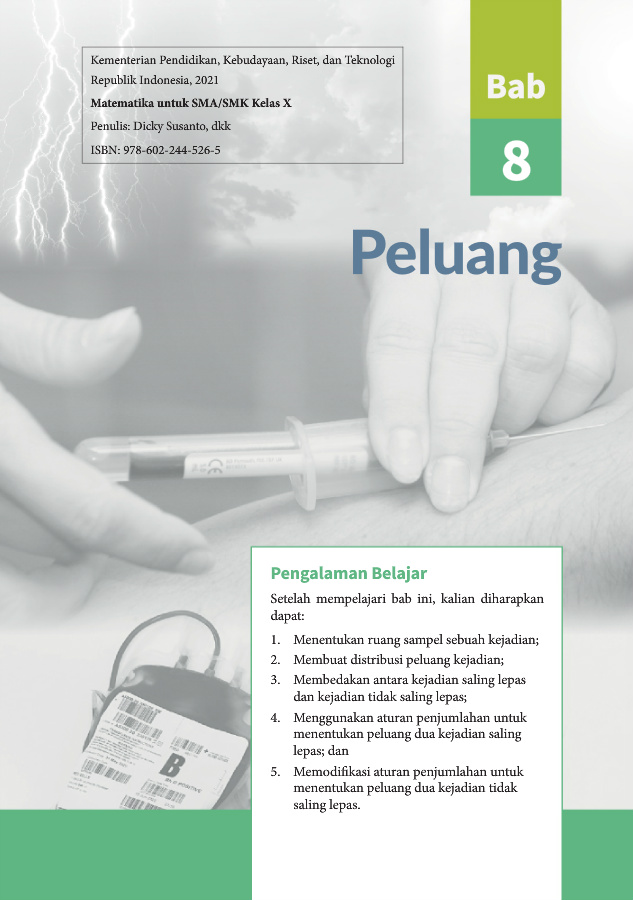 Kementerian Pendidikan, Kebudayaan, Riset, dan Teknologi
Republik Indonesia, 2021
Matematika untuk SMA/SMK Kelas X
Penulis: Dicky Susanto, dkk
ISBN: 978-602-244-526-5
Bab
8
Peluang
Pengalaman Belajar
Setelah mempelajari bab ini, kalian diharapkan
dapat:
1. Menentukan ruang sampel sebuah kejadian;
2. Membuat distribusi peluang kejadian;
3. Membedakan antara kejadian saling lepas
dan kejadian tidak saling lepas;
4. Menggunakan aturan penjumlahan untuk
menentukan peluang dua kejadian saling
lepas; dan
5. Memodifikasi aturan penjumlahan untuk
menentukan peluang dua kejadian tidak
saling lepas.
B